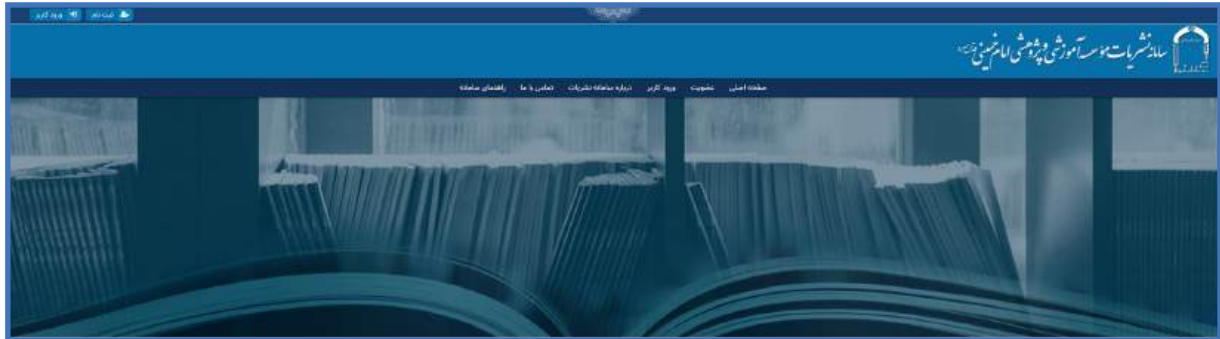 ثبت نام ورود کاربر
سامانه نشریات مؤسسه آموزشی و پژوهشی امام خمینی
صفحه اصلی عضویت ورود کاربر درباره سامانه نشریات تماس با ما راهنمای سامانه